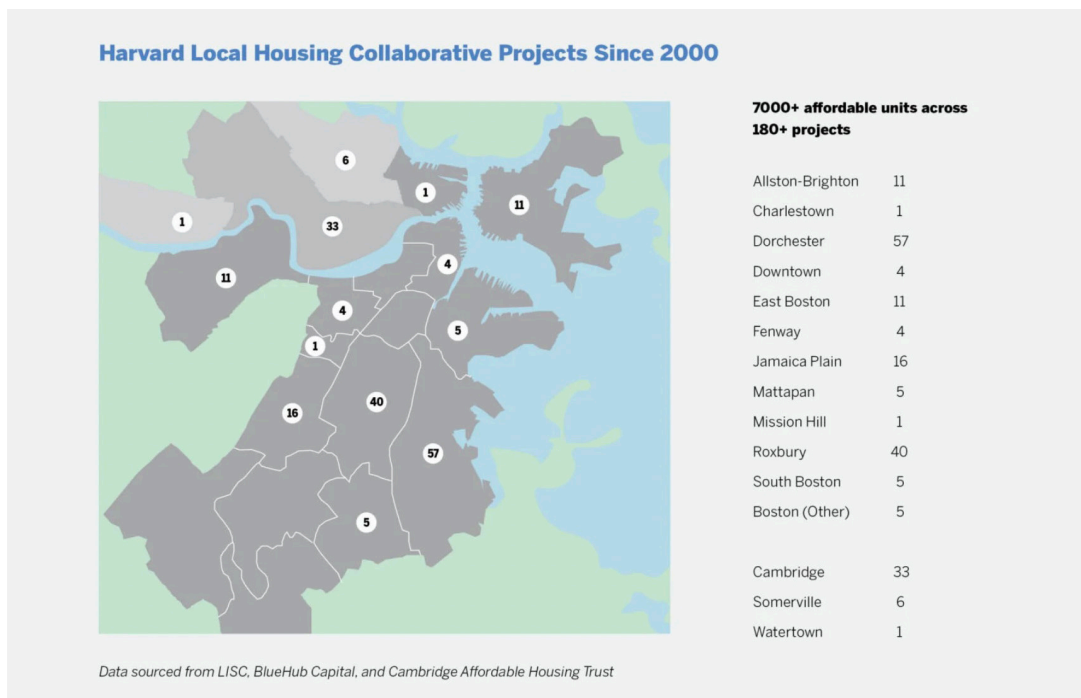 Harvard Local Housing Collaborative Projects Since 2000
6
1
11
1
33
11
4
4
5
1
40
16
57
5
7000+ affordable units across
180+ projects
Allston-Brighton 11
Charlestown 1
Dorchester 57
Downtown 4
East Boston 11
Fenway 4
Jamaica Plain 16
Mattapan 5
Mission Hill 1
Roxbury 40
South Boston 5
Boston (Other) 5
Cambridge 33
Somerville 6
Watertown 1
Data sourced from LISC, BlueHub Capital, and Cambridge Affordable Housing Trust